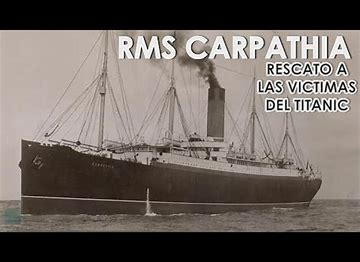 RMS CARPATHIA
RESCATO A
LAS VICTIMAS
DEL TITANIC